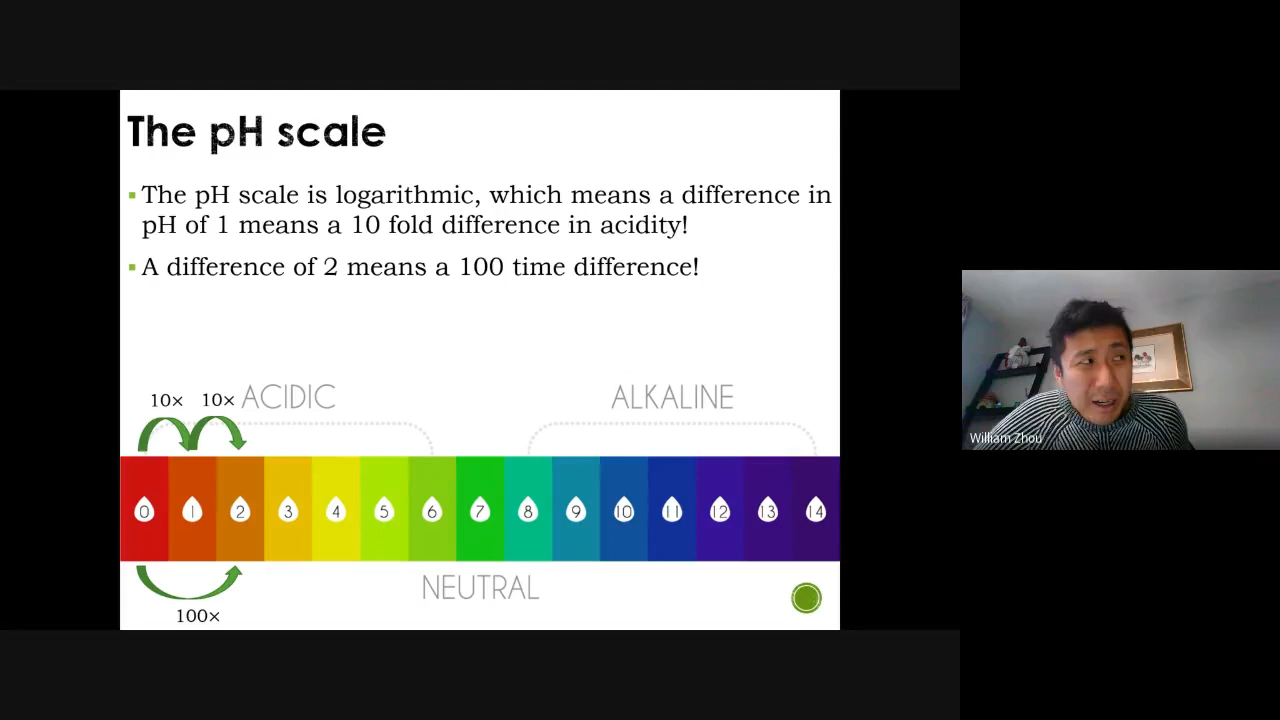 The pH scale
▪ The pH scale is logarithmic, which means a difference in
pH of 1 means a 10 fold difference in acidity!
▪ A difference of 2 means a 100 time difference!
10× 10× ACIDIC ALKALINE
0 1 2 3 4 5 6 7 8 9 10 11 12 13 14
NEUTRAL
100×
William Zhou